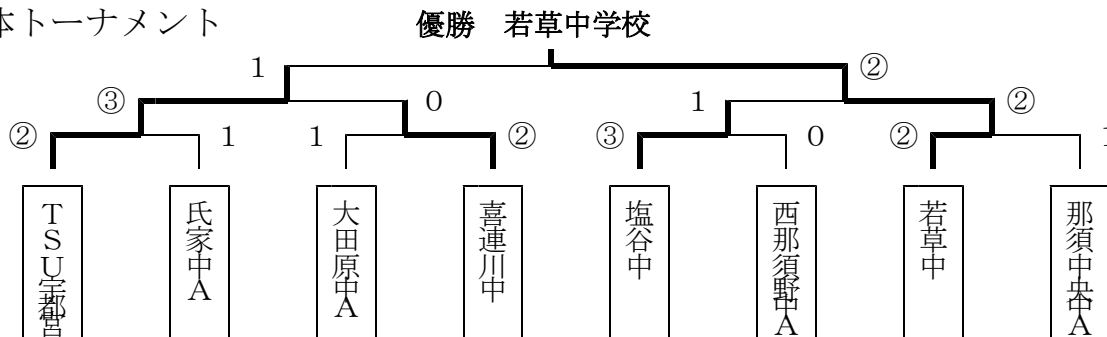 本トーナメント
優勝 若草中学校
1
②
③
0
1
②
②
1
1
②
③
0
②
1
TSU宇都宮
氏家中A
大田原中A
喜連川中
塩谷中
西那須野中A
若草中
那須中央中A